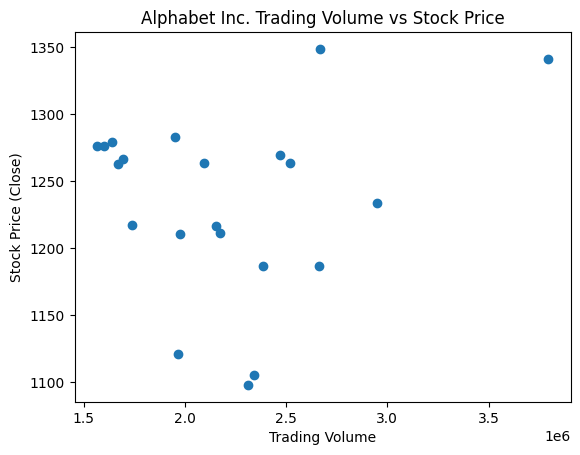 Alphabet Inc. Trading Volume vs Stock Price
Stock Price (Close)
1350
1300
1250
1200
1150
1100
1.5 2.0 2.5 3.0 3.5
1e6
Trading Volume